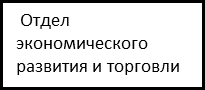 Отдел
экономического
развития и торговли